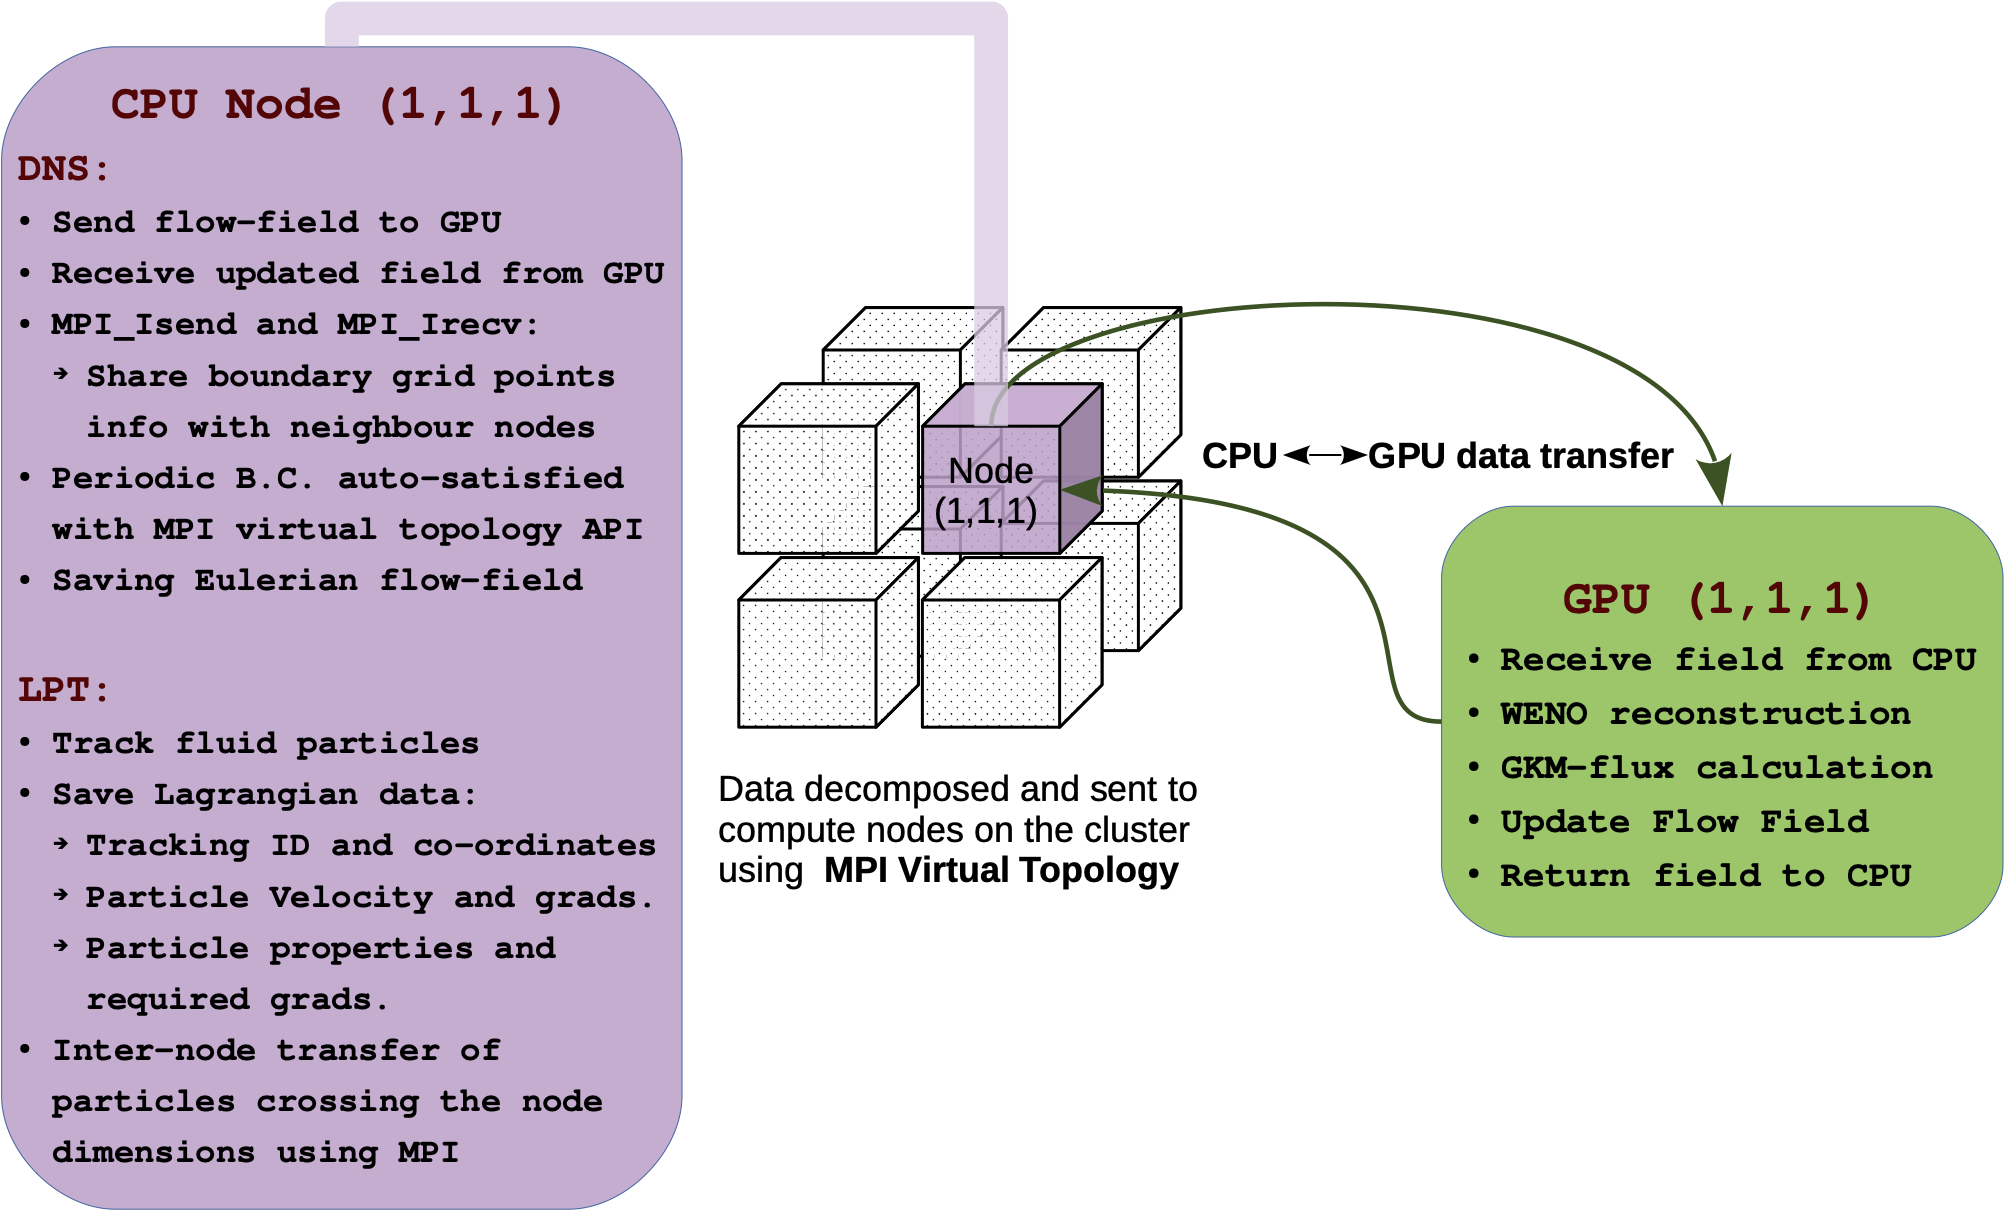 CPU Node (1,1,1)
DNS:
• Send flow-field to GPU
• Receive updated field from GPU
• MPI_Isend and MPI_Irecv:
➔ Share boundary grid points
info with neighbour nodes
• Periodic B.C. auto-satisfied
with MPI virtual topology API
• Saving Eulerian flow-field
LPT:
• Track fluid particles
• Save Lagrangian data:
➔ Tracking ID and co-ordinates
➔ Particle Velocity and grads.
➔ Particle properties and
required grads.
• Inter-node transfer of
particles crossing the node
dimensions using MPI
Node
(1,1,1)
Data decomposed and sent to
compute nodes on the cluster
using MPI Virtual Topology
CPU ↔ GPU data transfer
GPU (1,1,1)
• Receive field from CPU
• WENO reconstruction
• GKM-flux calculation
• Update Flow Field
• Return field to CPU